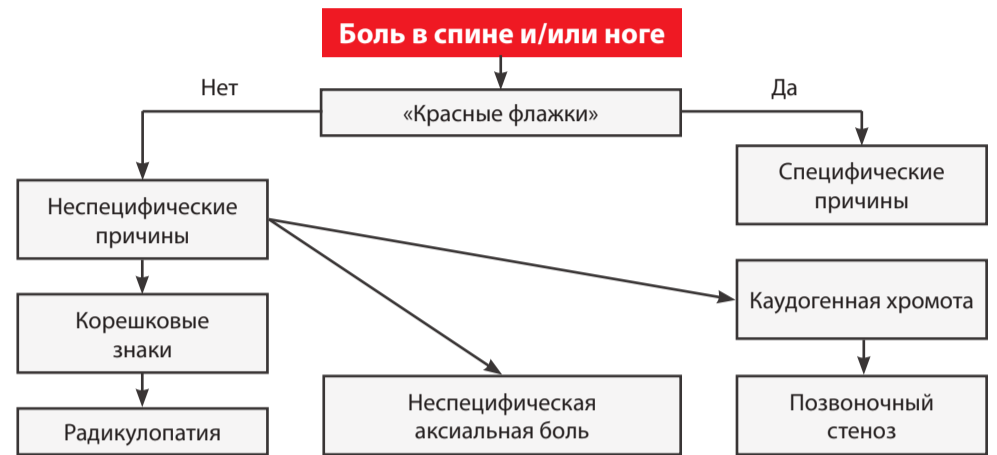 Боль в спине и/или ноге
Нет
Да
«Красные флажки»
Специфические
причины
Неспецифические
причины
Каудогенная хромота
Корешковые
знаки
Неспецифическая
аксиальная боль
Позвоночный
стеноз
Радикулопатия